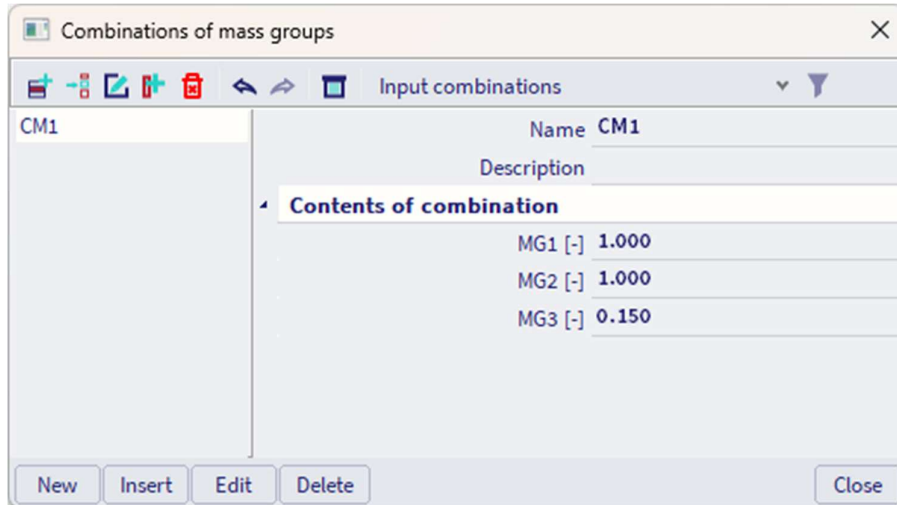 Combinations of mass groups
Input combinations
CM1
Name CM1
Description
Contents of combination
MG1 [-] 1.000
MG2 [-] 1.000
MG3 [-] 0.150
New Insert Edit Delete Close